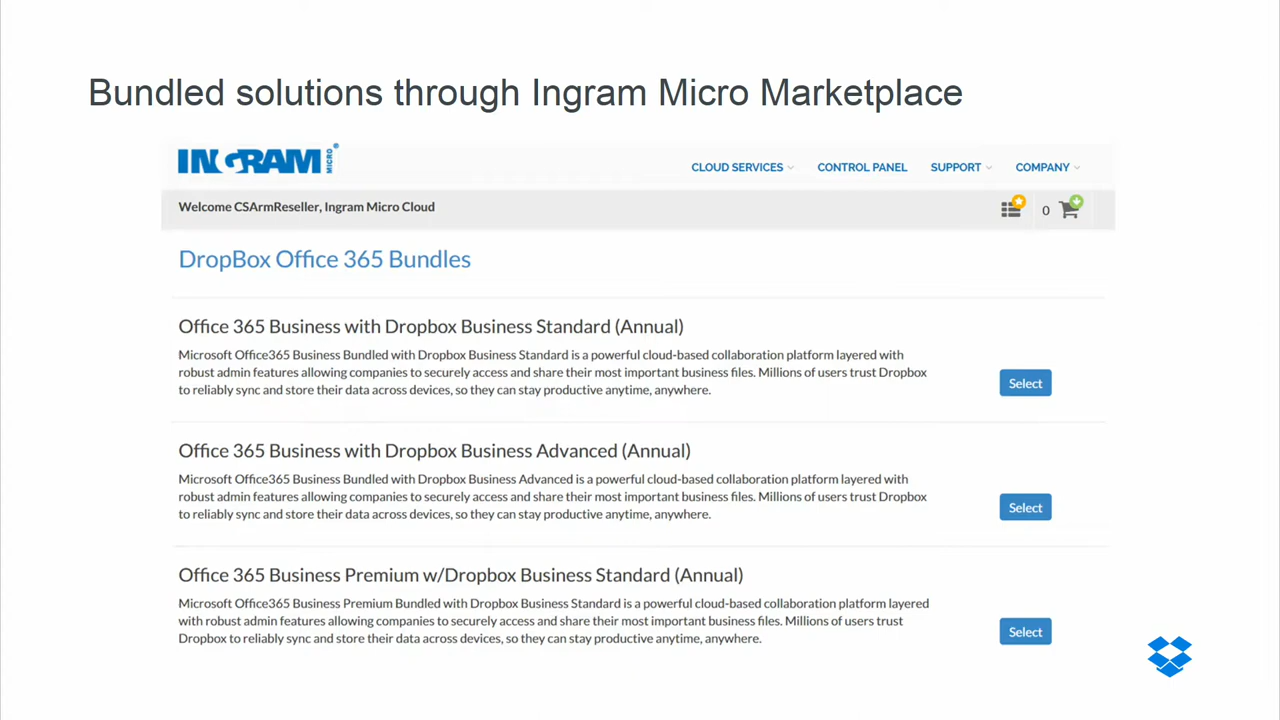 Bundled solutions through Ingram Micro Marketplace
INGRAM MICRO®
CLOUD SERVICES CONTROL PANEL SUPPORT COMPANY
Welcome CSArmReseller, Ingram Micro Cloud
0
DropBox Office 365 Bundles
Office 365 Business with Dropbox Business Standard (Annual)
Microsoft Office365 Business Bundled with Dropbox Business Standard is a powerful cloud-based collaboration platform layered with
robust admin features allowing companies to securely access and share their most important business files. Millions of users trust Dropbox
to reliably sync and store their data across devices, so they can stay productive anytime, anywhere.
Select
Office 365 Business with Dropbox Business Advanced (Annual)
Microsoft Office365 Business Bundled with Dropbox Business Advanced is a powerful cloud-based collaboration platform layered with
robust admin features allowing companies to securely access and share their most important business files. Millions of users trust Dropbox
to reliably sync and store their data across devices, so they can stay productive anytime, anywhere.
Select
Office 365 Business Premium w/Dropbox Business Standard (Annual)
Microsoft Office365 Business Premium Bundled with Dropbox Business Standard is a powerful cloud-based collaboration platform layered
with robust admin features allowing companies to securely access and share their most important business files. Millions of users trust
Dropbox to reliably sync and store their data across devices, so they can stay productive anytime, anywhere.
Select